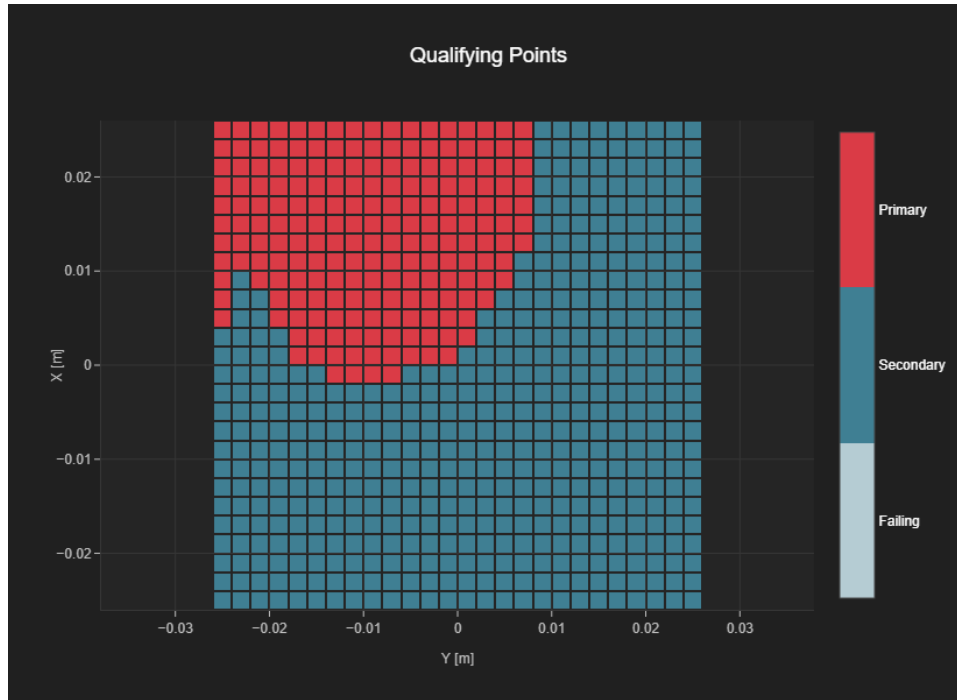 Qualifying Points
0.02
0.01
0
−0.01
−0.02
X [m]
−0.03
−0.02
−0.01
0
0.01
0.02
0.03
Y [m]
Primary
Secondary
Failing